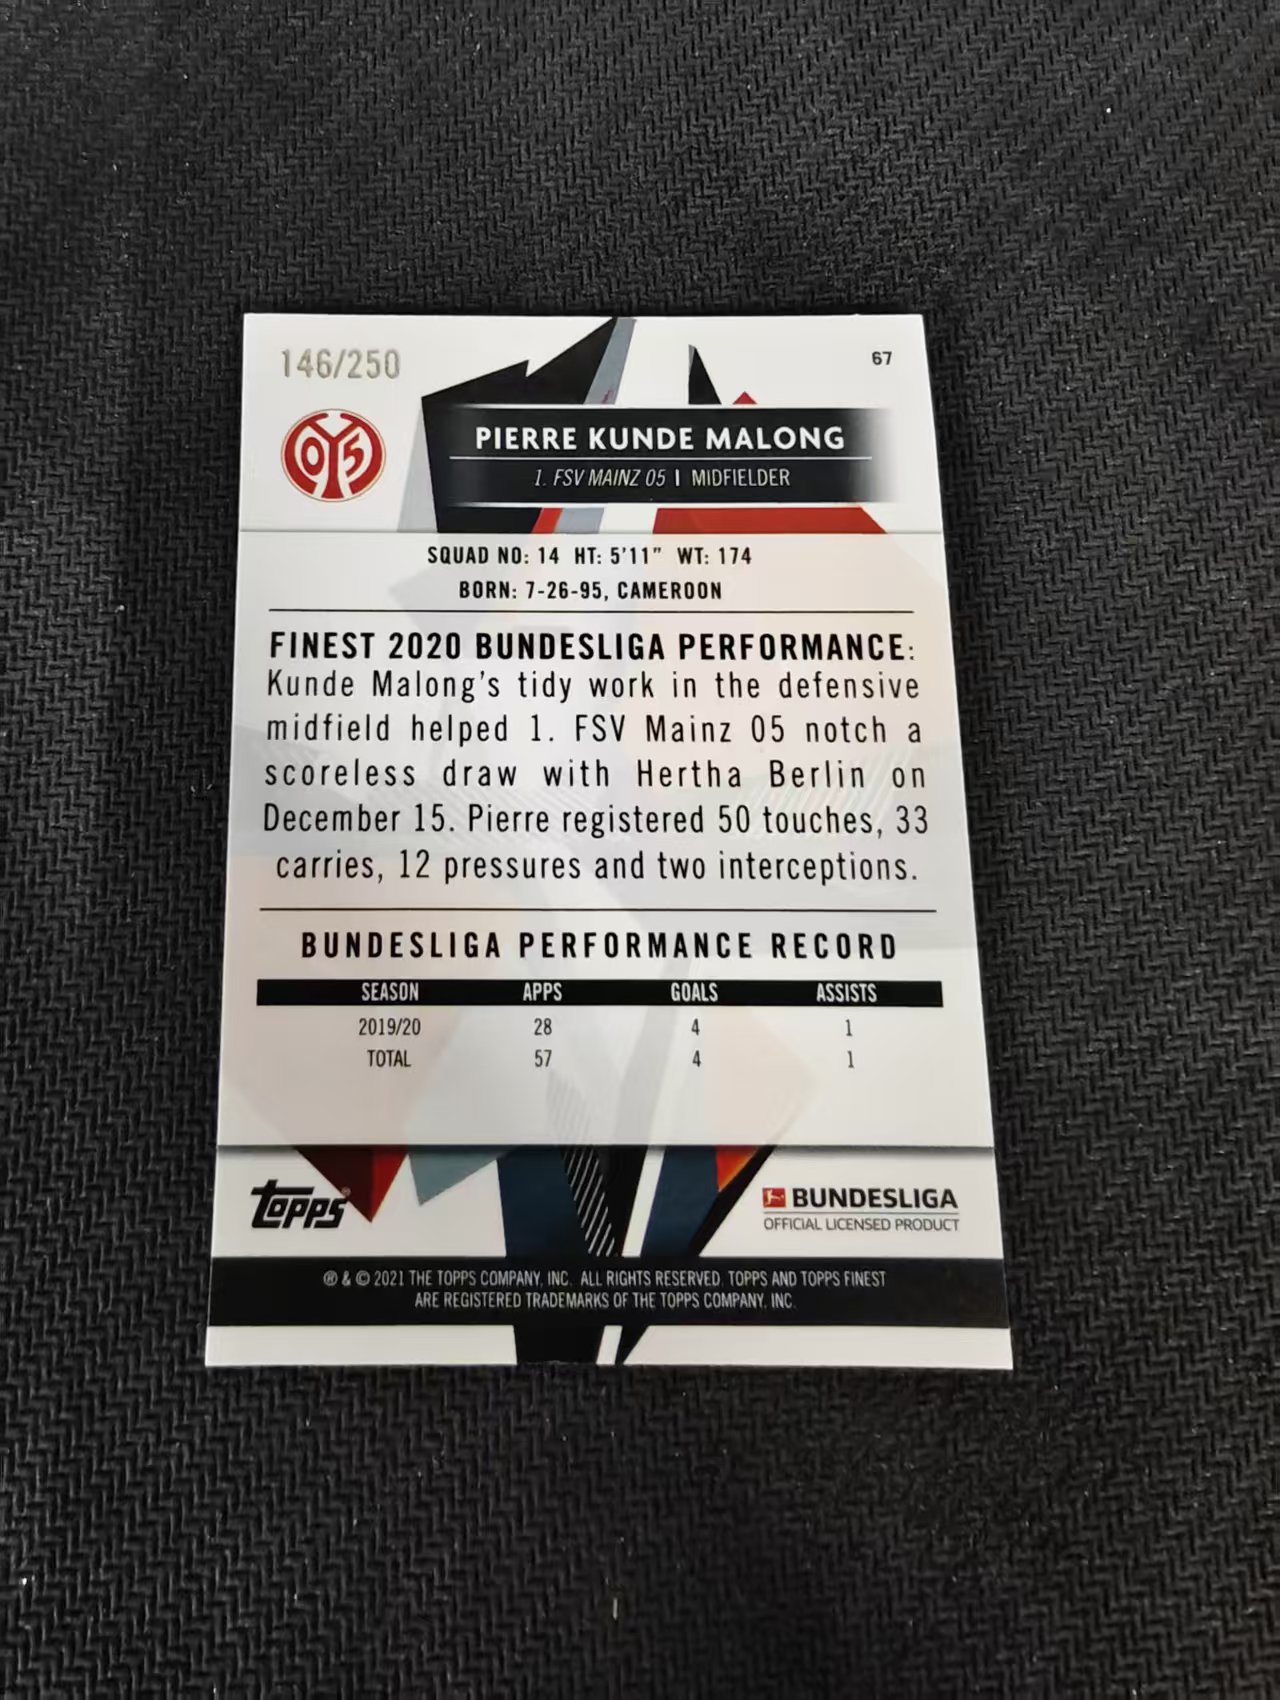 146/250
67
05
PIERRE KUNDE MALONG
1. FSV MAINZ 05 | MIDFIELDER
SQUAD NO: 14 HT: 5'11" WT: 174
BORN: 7-26-95, CAMEROON
FINEST 2020 BUNDESLIGA PERFORMANCE:
Kunde Malong's tidy work in the defensive
midfield helped 1. FSV Mainz 05 notch a
scoreless draw with Hertha Berlin on
December 15. Pierre registered 50 touches, 33
carries, 12 pressures and two interceptions.
BUNDESLIGA PERFORMANCE RECORD
SEASON APPS GOALS ASSISTS
2019/20 28 4 1
TOTAL 57 4 1
topps®
BUNDESLIGA
OFFICIAL LICENSED PRODUCT
® & © 2021 THE TOPPS COMPANY, INC. ALL RIGHTS RESERVED. TOPPS AND TOPPS FINEST
ARE REGISTERED TRADEMARKS OF THE TOPPS COMPANY, INC.